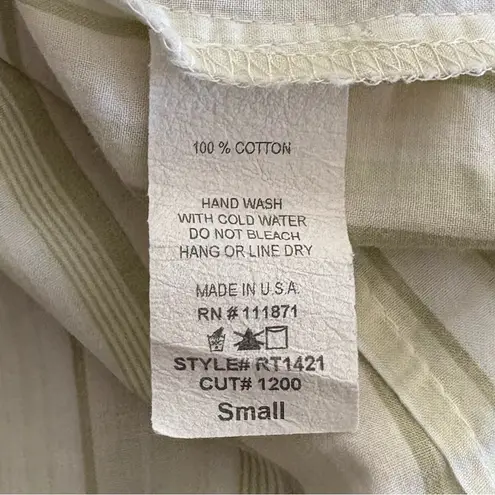 100 % COTTON
HAND WASH
WITH COLD WATER
DO NOT BLEACH
HANG OR LINE DRY
MADE IN U.S.A.
RN # 111871
STYLE# RT1421
CUT# 1200
Small